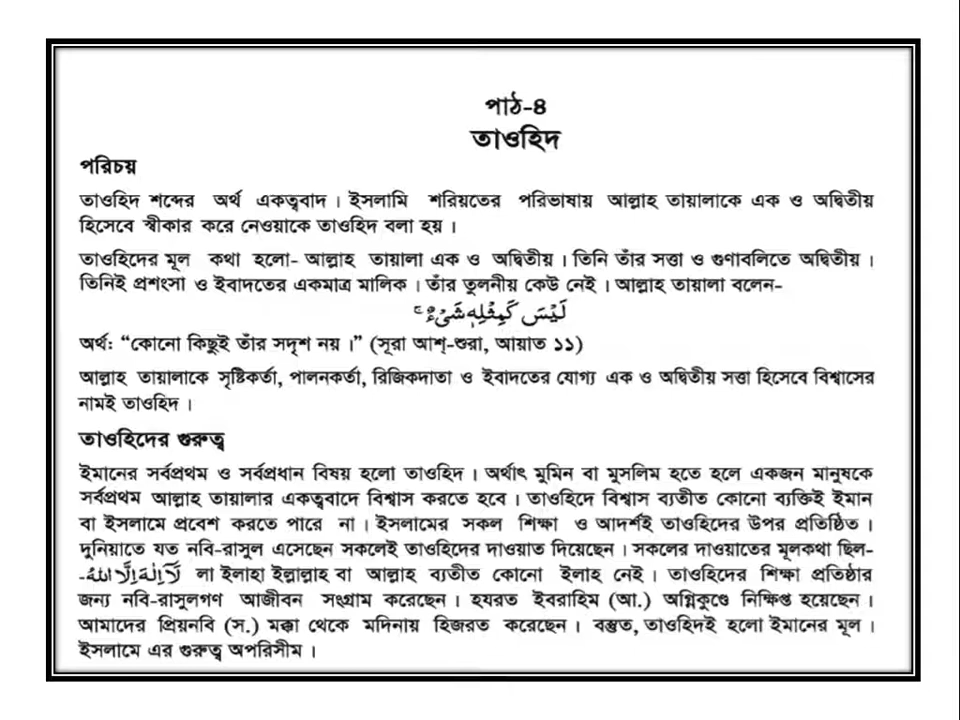 পাঠ-৪
তাওহিদ
পরিচয়
তাওহিদ শব্দের অর্থ একত্ববাদ । ইসলামি শরিয়তের পরিভাষায় আল্লাহ তায়ালাকে এক ও অদ্বিতীয়
হিসেবে স্বীকার করে নেওয়াকে তাওহিদ বলা হয় ।
তাওহিদের মূল কথা হলো- আল্লাহ তায়ালা এক ও অদ্বিতীয় । তিনি তাঁর সত্তা ও গুণাবলিতে অদ্বিতীয় ।
তিনিই প্রশংসা ও ইবাদতের একমাত্র মালিক । তাঁর তুলনীয় কেউ নেই । আল্লাহ তায়ালা বলেন-
لَيْسَ كَمِثْلِهٖ شَىْءٌ ۚ
অর্থ: “কোনো কিছুই তাঁর সদৃশ নয় ।” (সূরা আশ্-শুরা, আয়াত ১১)
আল্লাহ তায়ালাকে সৃষ্টিকর্তা, পালনকর্তা, রিজিকদাতা ও ইবাদতের যোগ্য এক ও অদ্বিতীয় সত্তা হিসেবে বিশ্বাসের
নামই তাওহিদ ।
তাওহিদের গুরুত্ব
ইমানের সর্বপ্রথম ও সর্বপ্রধান বিষয় হলো তাওহিদ । অর্থাৎ মুমিন বা মুসলিম হতে হলে একজন মানুষকে
সর্বপ্রথম আল্লাহ তায়ালার একত্ববাদে বিশ্বাস করতে হবে । তাওহিদে বিশ্বাস ব্যতীত কোনো ব্যক্তিই ইমান
বা ইসলামে প্রবেশ করতে পারে না । ইসলামের সকল শিক্ষা ও আদর্শই তাওহিদের উপর প্রতিষ্ঠিত ।
দুনিয়াতে যত নবি-রাসুল এসেছেন সকলেই তাওহিদের দাওয়াত দিয়েছেন । সকলের দাওয়াতের মূলকথা ছিল-
-لَآ اِلٰهَ اِلَّا اللهُ লা ইলাহা ইল্লাল্লাহ বা আল্লাহ ব্যতীত কোনো ইলাহ নেই । তাওহিদের শিক্ষা প্রতিষ্ঠার
জন্য নবি-রাসুলগণ আজীবন সংগ্রাম করেছেন । হযরত ইবরাহিম (আ.) অগ্নিকুণ্ডে নিক্ষিপ্ত হয়েছেন ।
আমাদের প্রিয়নবি (স.) মক্কা থেকে মদিনায় হিজরত করেছেন । বস্তুত, তাওহিদই হলো ইমানের মূল ।
ইসলামে এর গুরুত্ব অপরিসীম ।